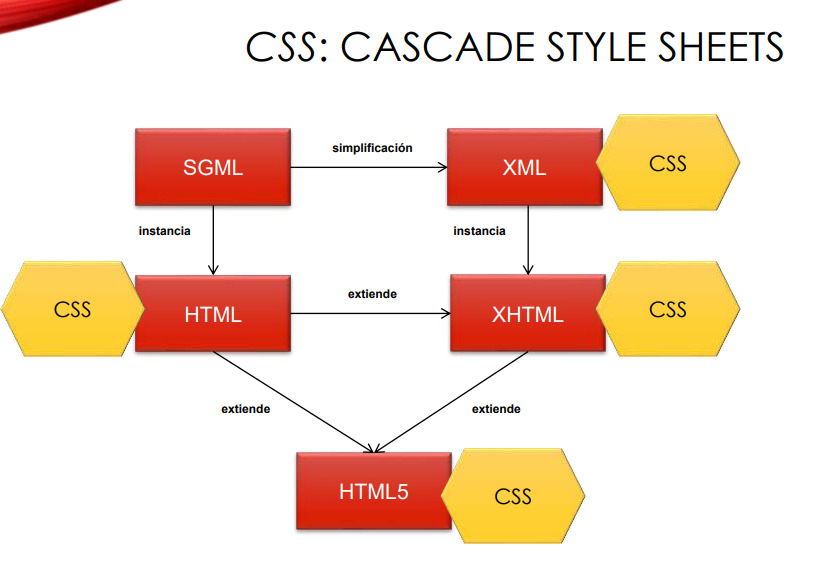 CSS: CASCADE STYLE SHEETS
SGML
simplificación
XML
CSS
instancia
instancia
CSS
HTML
extiende
XHTML
CSS
extiende
extiende
HTML5
CSS